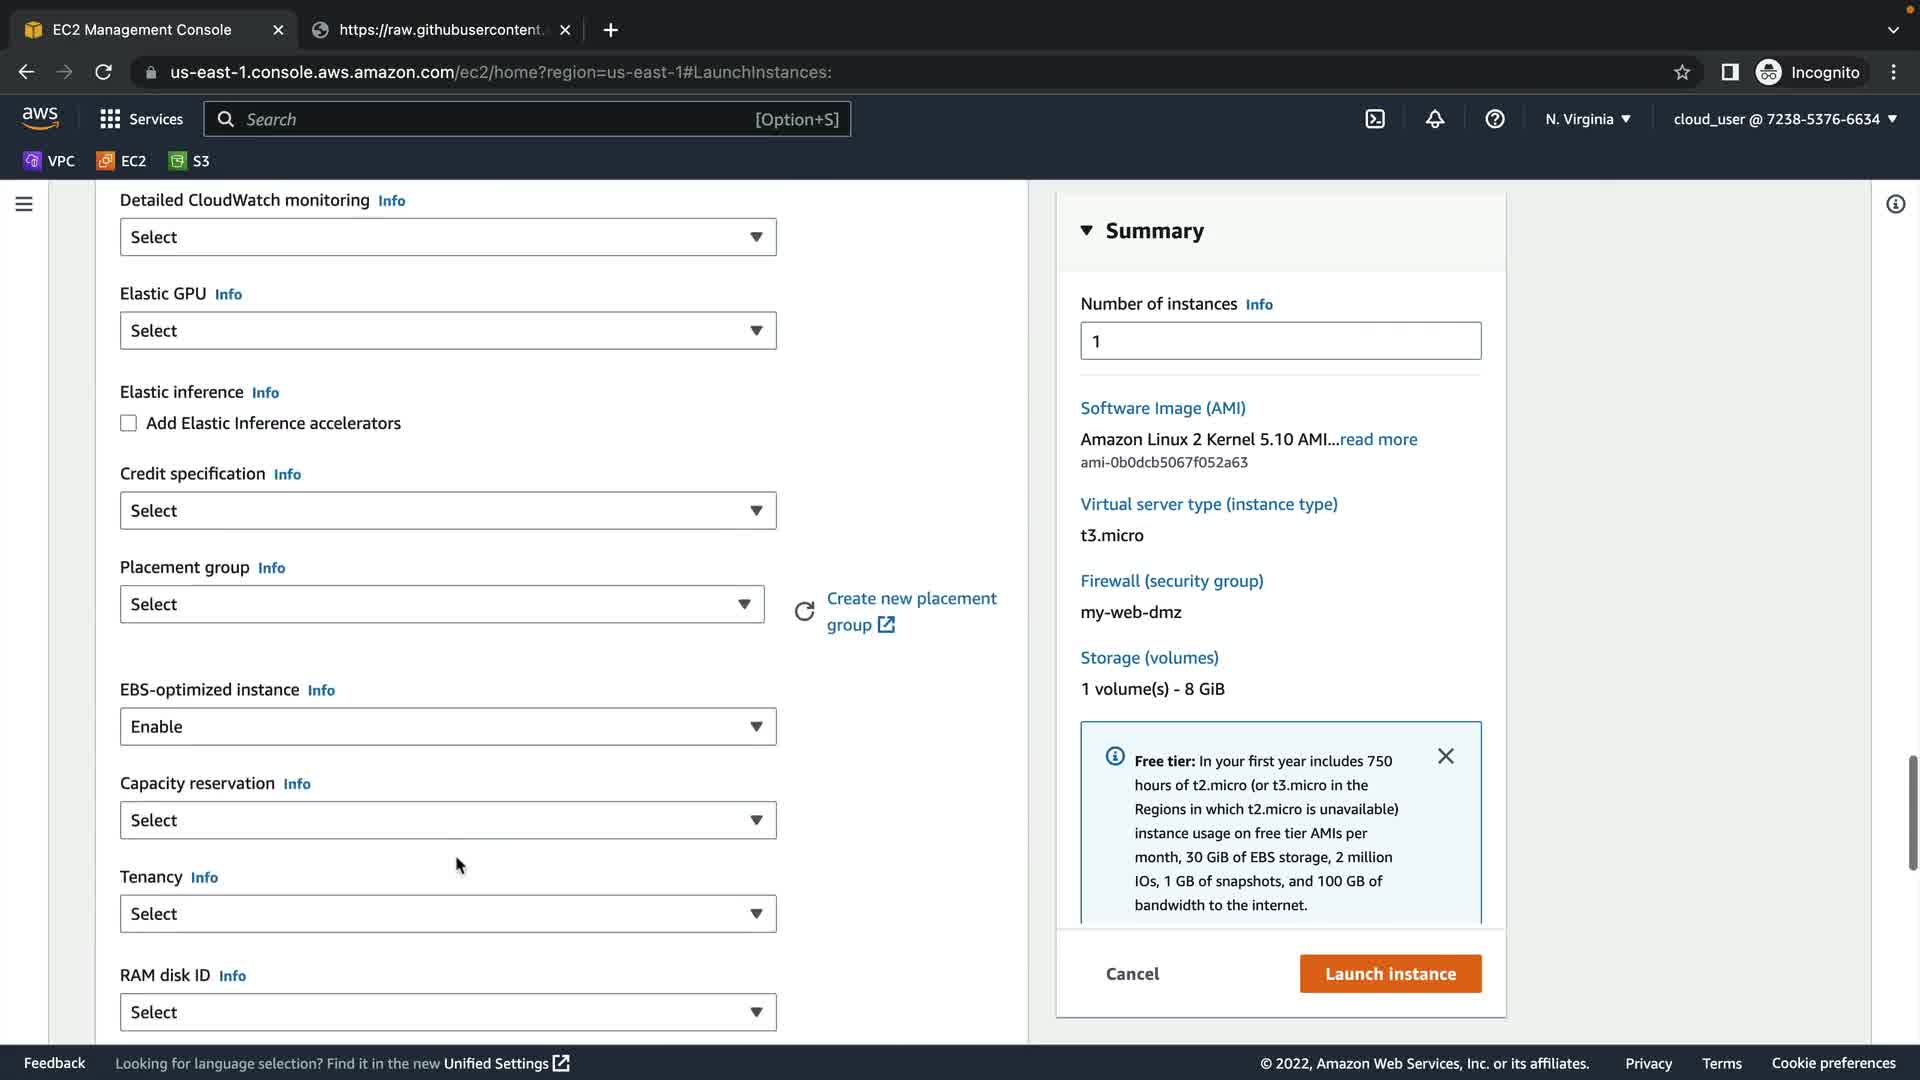 EC2 Management Console
https://raw.githubusercontent.
us-east-1.console.aws.amazon.com/ec2/home?region=us-east-1#LaunchInstances:
Incognito
aws
Services
Search
[Option+S]
N. Virginia
cloud_user @ 7238-5376-6634
VPC
EC2
S3
Detailed CloudWatch monitoring Info
Select
Elastic GPU Info
Select
Elastic inference Info
Add Elastic Inference accelerators
Credit specification Info
Select
Placement group Info
Select
Create new placement
group
EBS-optimized instance Info
Enable
Capacity reservation Info
Select
Tenancy Info
Select
RAM disk ID Info
Select
Summary
Number of instances Info
1
Software Image (AMI)
Amazon Linux 2 Kernel 5.10 AMI...read more
ami-0b0dcb5067f052a63
Virtual server type (instance type)
t3.micro
Firewall (security group)
my-web-dmz
Storage (volumes)
1 volume(s) - 8 GiB
Free tier: In your first year includes 750
hours of t2.micro (or t3.micro in the
Regions in which t2.micro is unavailable)
instance usage on free tier AMIs per
month, 30 GiB of EBS storage, 2 million
IOs, 1 GB of snapshots, and 100 GB of
bandwidth to the internet.
Cancel
Launch instance
Feedback
Looking for language selection? Find it in the new Unified Settings
© 2022, Amazon Web Services, Inc. or its affiliates.
Privacy
Terms
Cookie preferences